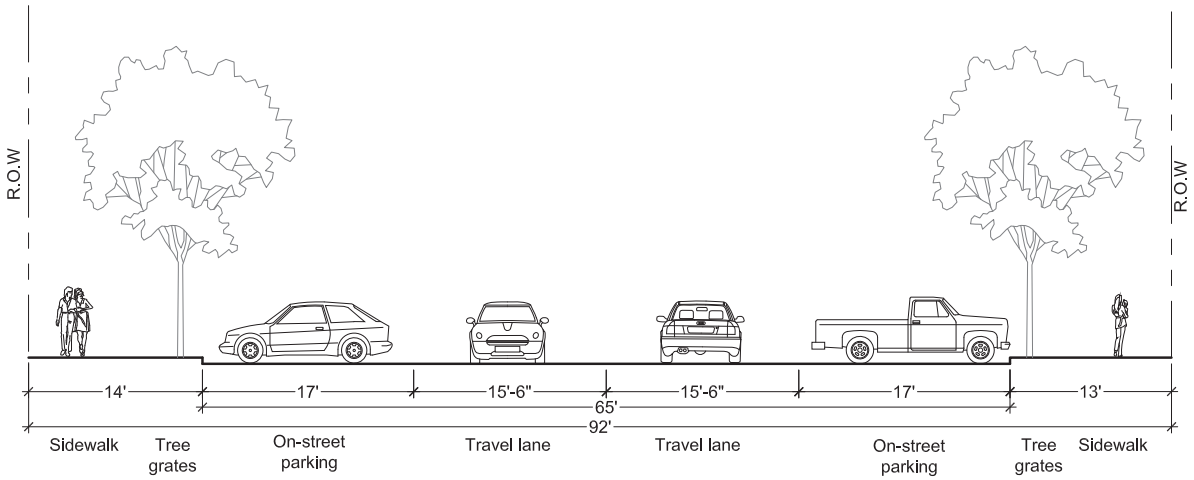 R.O.W
R.O.W
14' 17' 15'-6" 15'-6" 17' 13'
65'
92'
Sidewalk Tree grates On-street parking Travel lane Travel lane On-street parking Tree grates Sidewalk